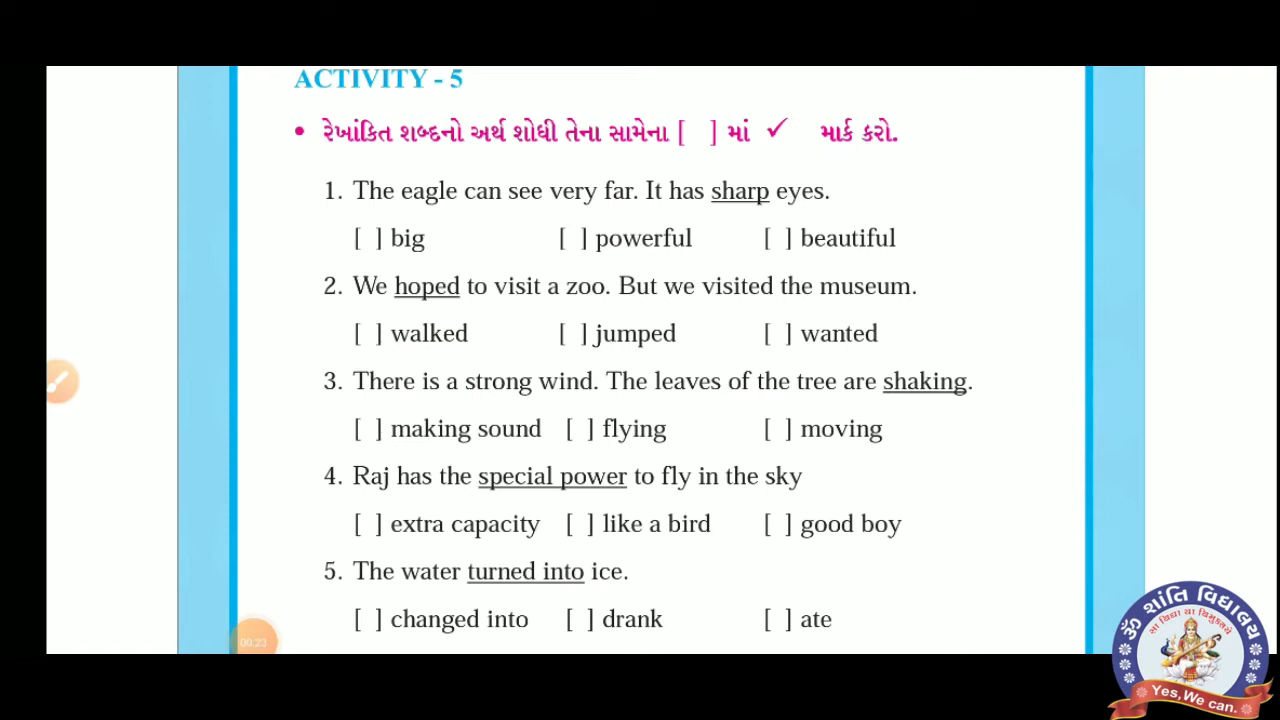 ACTIVITY - 5
• રેખાંકિત શબ્દનો અર્થ શોધી તેના સામેના [ ] માં ✓ માર્ક કરો.
1. The eagle can see very far. It has sharp eyes.
[ ] big [ ] powerful [ ] beautiful
2. We hoped to visit a zoo. But we visited the museum.
[ ] walked [ ] jumped [ ] wanted
3. There is a strong wind. The leaves of the tree are shaking.
[ ] making sound [ ] flying [ ] moving
4. Raj has the special power to fly in the sky
[ ] extra capacity [ ] like a bird [ ] good boy
5. The water turned into ice.
[ ] changed into [ ] drank [ ] ate
00:23
ૐ શાંતિ વિદ્યાલય
સા વિદ્યા યા વિમુક્તયે
Yes, We can.